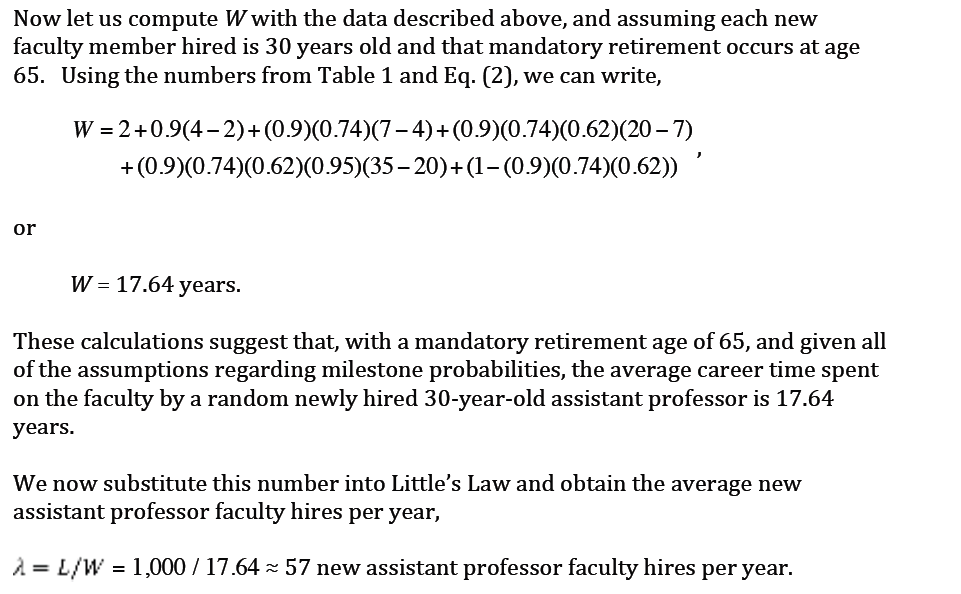 Now let us compute W with the data described above, and assuming each new
faculty member hired is 30 years old and that mandatory retirement occurs at age
65.  Using the numbers from Table 1 and Eq. (2), we can write,
W = 2+0.9(4−2)+(0.9)(0.74)(7−4)+(0.9)(0.74)(0.62)(20−7)
+(0.9)(0.74)(0.62)(0.95)(35−20)+(1−(0.9)(0.74)(0.62)) ,
or
W = 17.64 years.
These calculations suggest that, with a mandatory retirement age of 65, and given all
of the assumptions regarding milestone probabilities, the average career time spent
on the faculty by a random newly hired 30-year-old assistant professor is 17.64
years.
We now substitute this number into Little’s Law and obtain the average new
assistant professor faculty hires per year,
λ = L/W = 1,000 / 17.64 ≈ 57 new assistant professor faculty hires per year.